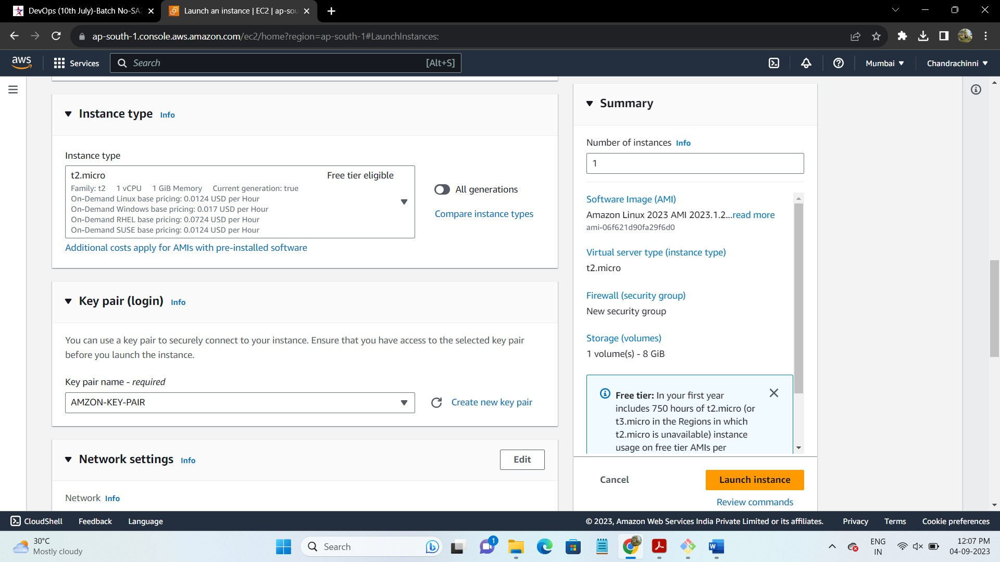 DevOps (10th July)-Batch No-SA
Launch an instance | EC2 | ap-sou
ap-south-1.console.aws.amazon.com/ec2/home?region=ap-south-1#LaunchInstances:
aws
Services
Search
[Alt+S]
Mumbai ▼
Chandrachinni ▼
Instance type Info
Instance type
t2.micro
Free tier eligible
Family: t2 1 vCPU 1 GiB Memory Current generation: true
On-Demand Linux base pricing: 0.0124 USD per Hour
On-Demand Windows base pricing: 0.017 USD per Hour
On-Demand RHEL base pricing: 0.0724 USD per Hour
On-Demand SUSE base pricing: 0.0124 USD per Hour
All generations
Compare instance types
Additional costs apply for AMIs with pre-installed software
Key pair (login) Info
You can use a key pair to securely connect to your instance. Ensure that you have access to the selected key pair
before you launch the instance.
Key pair name - required
AMZON-KEY-PAIR
Create new key pair
Network settings Info
Edit
Network Info
Summary
Number of instances Info
1
Software Image (AMI)
Amazon Linux 2023 AMI 2023.1.2...read more
ami-06f621d90fa29f6d0
Virtual server type (instance type)
t2.micro
Firewall (security group)
New security group
Storage (volumes)
1 volume(s) - 8 GiB
Free tier: In your first year
includes 750 hours of t2.micro (or
t3.micro in the Regions in which
t2.micro is unavailable) instance
usage on free tier AMIs per
Cancel
Launch instance
Review commands
CloudShell
Feedback
Language
© 2023, Amazon Web Services India Private Limited or its affiliates.
Privacy
Terms
Cookie preferences
30°C
Mostly cloudy
Search
1
ENG
IN
12:07 PM
04-09-2023